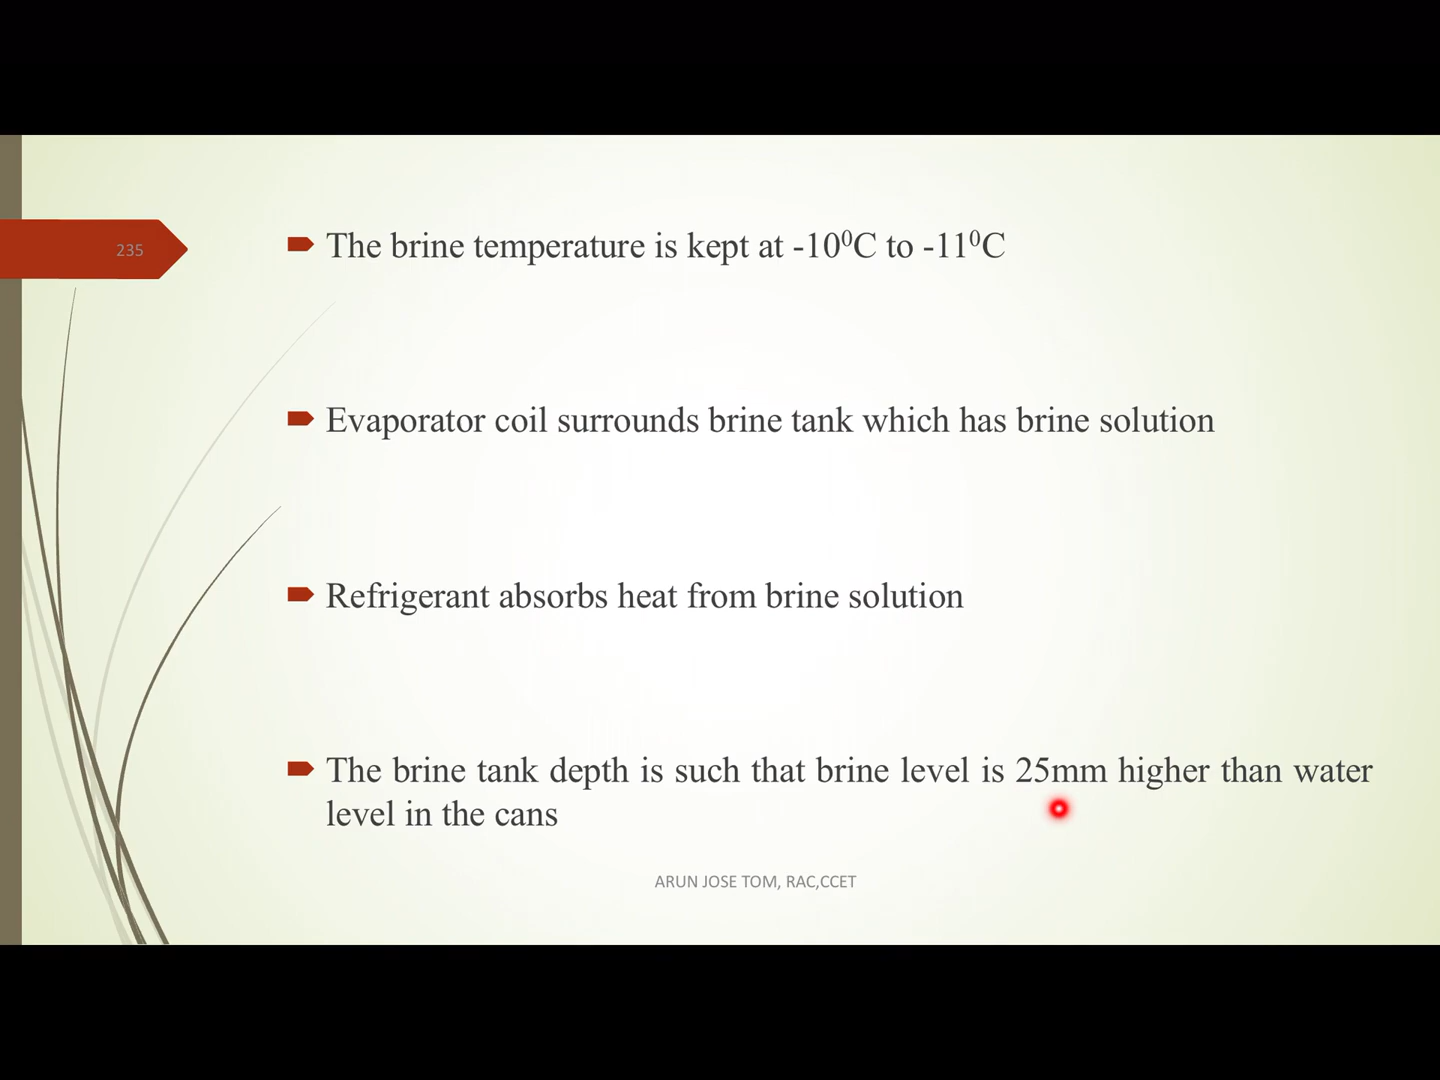 235
The brine temperature is kept at -10⁰C to -11⁰C
Evaporator coil surrounds brine tank which has brine solution
Refrigerant absorbs heat from brine solution
The brine tank depth is such that brine level is 25mm higher than water
level in the cans
ARUN JOSE TOM, RAC,CCET